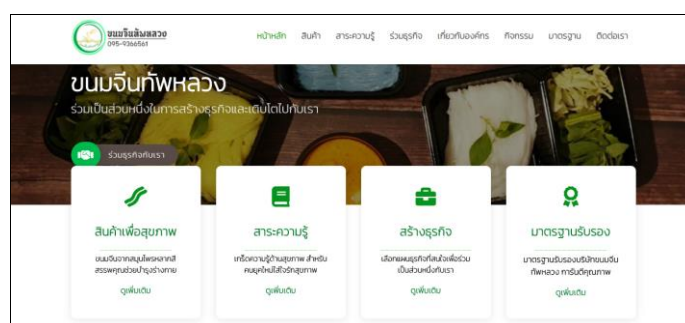 ขนมจีนทัพหลวง
095-9366561
หน้าหลัก สินค้า สาระความรู้ ร่วมธุรกิจ เกี่ยวกับองค์กร กิจกรรม มาตรฐาน ติดต่อเรา
ขนมจีนทัพหลวง
ร่วมเป็นส่วนหนึ่งในการสร้างธุรกิจและเติบโตไปกับเรา
ร่วมธุรกิจกับเรา
สินค้าเพื่อสุขภาพ
ขนมจีนจากสมุนไพรหลากสี
สรรพคุณช่วยบำรุงร่างกาย
ดูเพิ่มเติม
สาระความรู้
เกร็ดความรู้ด้านสุขภาพ สำหรับ
คนยุคใหม่ใส่ใจรักสุขภาพ
ดูเพิ่มเติม
สร้างธุรกิจ
เลือกแผนธุรกิจที่สนใจเพื่อร่วม
เป็นส่วนหนึ่งกับเรา
ดูเพิ่มเติม
มาตรฐานรับรอง
มาตรฐานรับรองบริษัทขนมจีน
ทัพหลวง การันตีคุณภาพ
ดูเพิ่มเติม